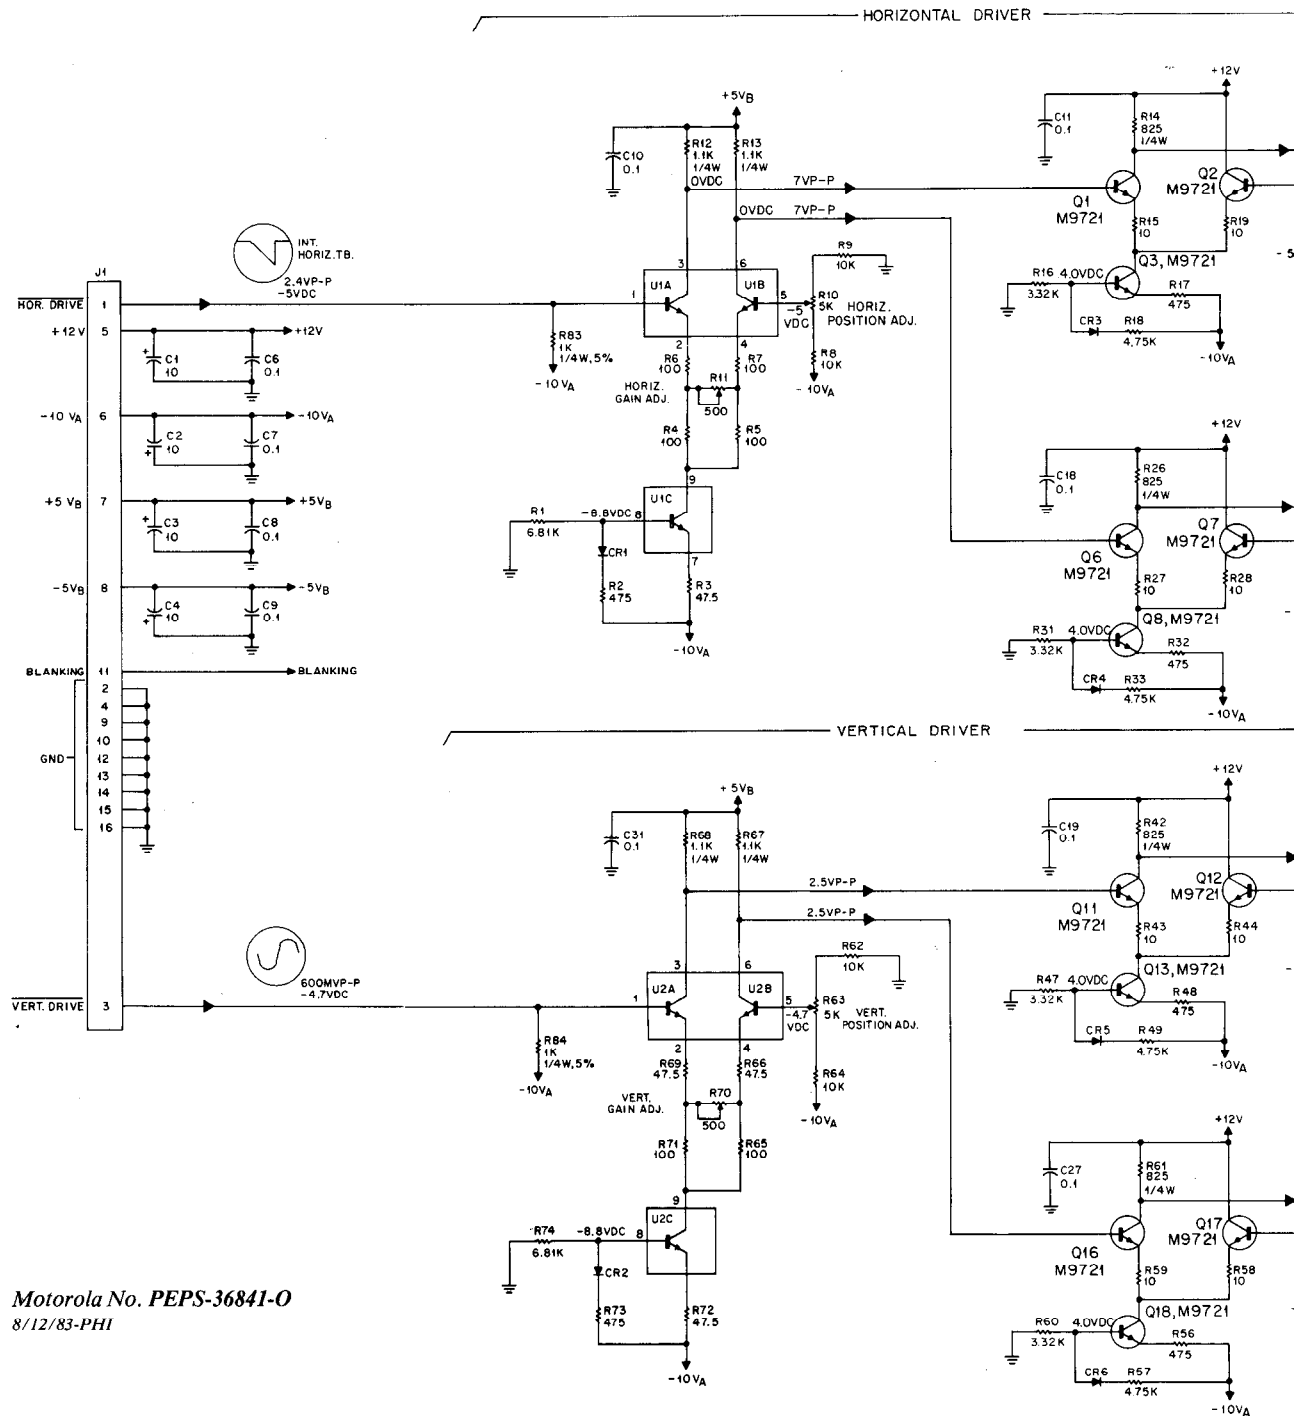 HORIZONTAL DRIVER
+12V
C11
0.1
R14
825
1/4W
Q1
M9721
Q2
M9721
R15
10
R19
10
Q3, M9721
R16
3.32K
4.0VDC
R17
475
CR3
R18
4.75K
-10VA
- 5
+5VB
C10
0.1
R12
1.1K
1/4W
R13
1.1K
1/4W
0VDC
7VP-P
0VDC
7VP-P
INT.
HORIZ. TB.
2.4VP-P
-5VDC
J1
HOR. DRIVE
1
+12V
5
+12V
C1
10
C6
0.1
-10 VA
6
-10VA
C2
10
C7
0.1
+5 VB
7
+5VB
C3
10
C8
0.1
-5VB
8
-5VB
C4
10
C9
0.1
BLANKING
11
BLANKING
GND
2
4
9
10
12
13
14
15
16
R83
1K
1/4W, 5%
-10VA
3
6
U1A
U1B
1
5
2
4
-5
VDC
R9
10K
R10
5K
HORIZ.
POSITION ADJ.
R8
10K
-10VA
R6
100
R7
100
HORIZ.
GAIN ADJ.
R11
500
R4
100
R5
100
9
U1C
R1
6.81K
-8.8VDC
8
7
CR1
R2
475
R3
47.5
-10VA
+12V
C18
0.1
R26
825
1/4W
Q6
M9721
Q7
M9721
R27
10
R28
10
Q8, M9721
R31
3.32K
4.0VDC
R32
475
CR4
R33
4.75K
-10VA
VERTICAL DRIVER
+ 5VB
C31
0.1
R68
1.1K
1/4W
R67
1.1K
1/4W
2.5VP-P
2.5VP-P
600MVP-P
-4.7VDC
VERT. DRIVE
3
R84
1K
1/4W, 5%
-10VA
3
6
U2A
U2B
1
5
2
4
-4.7
VDC
R62
10K
R63
5K
VERT.
POSITION ADJ.
R64
10K
-10VA
R69
47.5
R66
47.5
VERT.
GAIN ADJ.
R70
500
R71
100
R65
100
9
U2C
R74
6.81K
-8.8VDC
8
CR2
R73
475
R72
47.5
-10VA
+12V
C19
0.1
R42
825
1/4W
Q11
M9721
Q12
M9721
R43
10
R44
10
Q13, M9721
R47
3.32K
4.0VDC
R48
475
CR5
R49
4.75K
-10VA
+12V
C27
0.1
R61
825
1/4W
Q16
M9721
Q17
M9721
R59
10
R58
10
Q18, M9721
R60
3.32K
4.0VDC
R56
475
CR6
R57
4.75K
-10VA
Motorola No. PEPS-36841-O
8/12/83-PHI